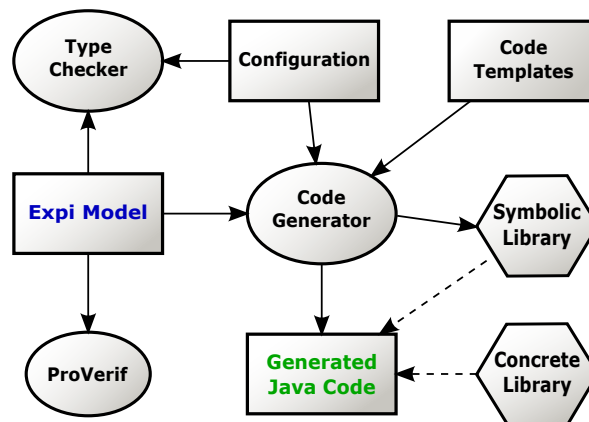 Type
Checker
Configuration
Code
Templates
Expi Model
Code
Generator
Symbolic
Library
ProVerif
Generated
Java Code
Concrete
Library